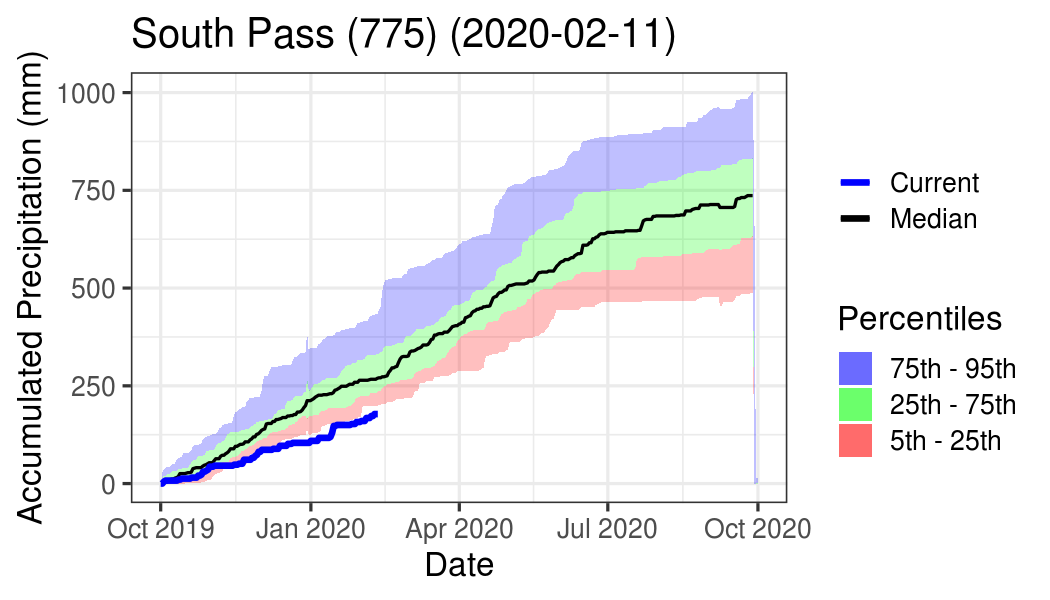 South Pass (775) (2020-02-11)
Accumulated Precipitation (mm)
1000
750
500
250
0
Oct 2019
Jan 2020
Apr 2020
Jul 2020
Oct 2020
Date
Current
Median
Percentiles
75th - 95th
25th - 75th
5th - 25th